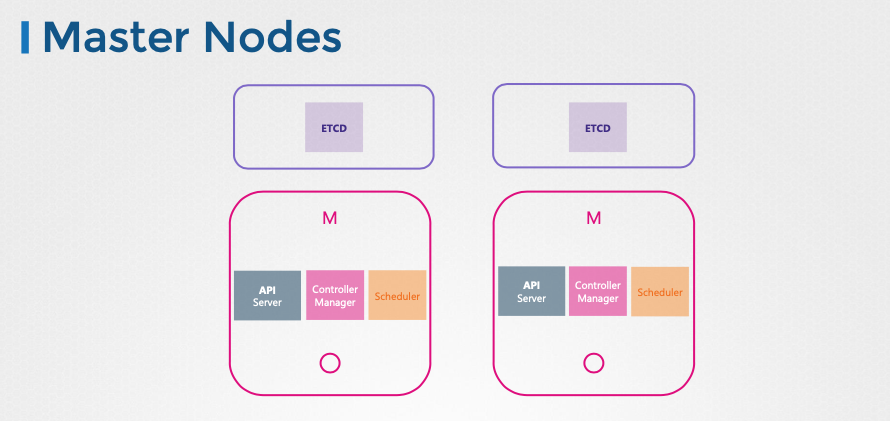 Master Nodes
ETCD
ETCD
M
M
API
Server
Controller
Manager
Scheduler
API
Server
Controller
Manager
Scheduler